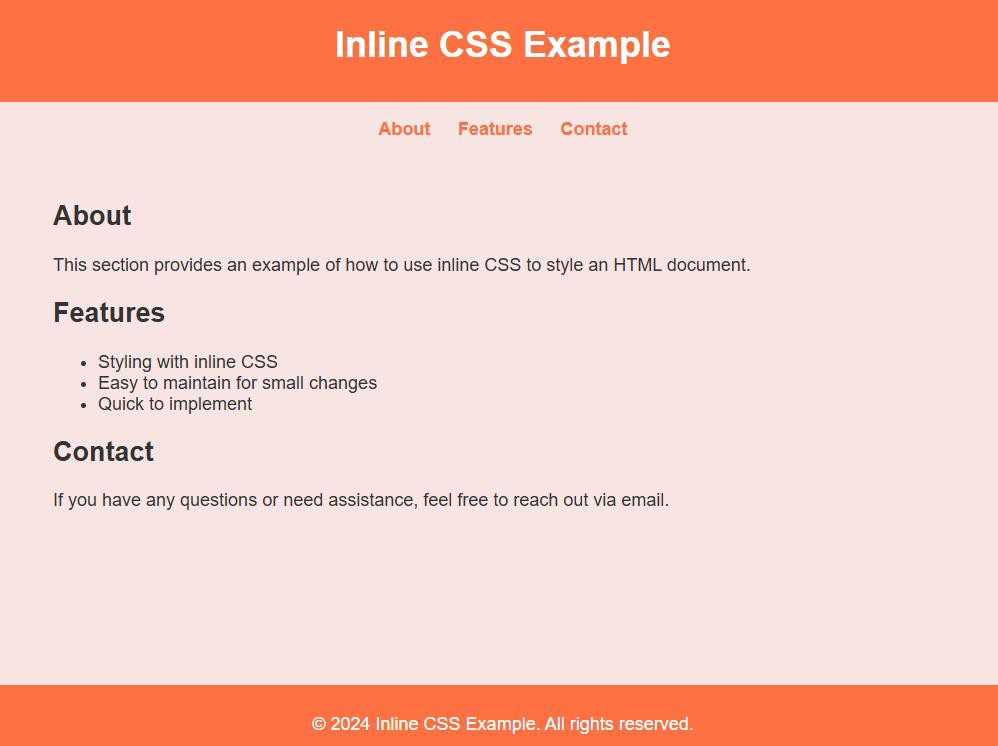 Inline CSS Example
About Features Contact
About
This section provides an example of how to use inline CSS to style an HTML document.
Features
• Styling with inline CSS
• Easy to maintain for small changes
• Quick to implement
Contact
If you have any questions or need assistance, feel free to reach out via email.
© 2024 Inline CSS Example. All rights reserved.